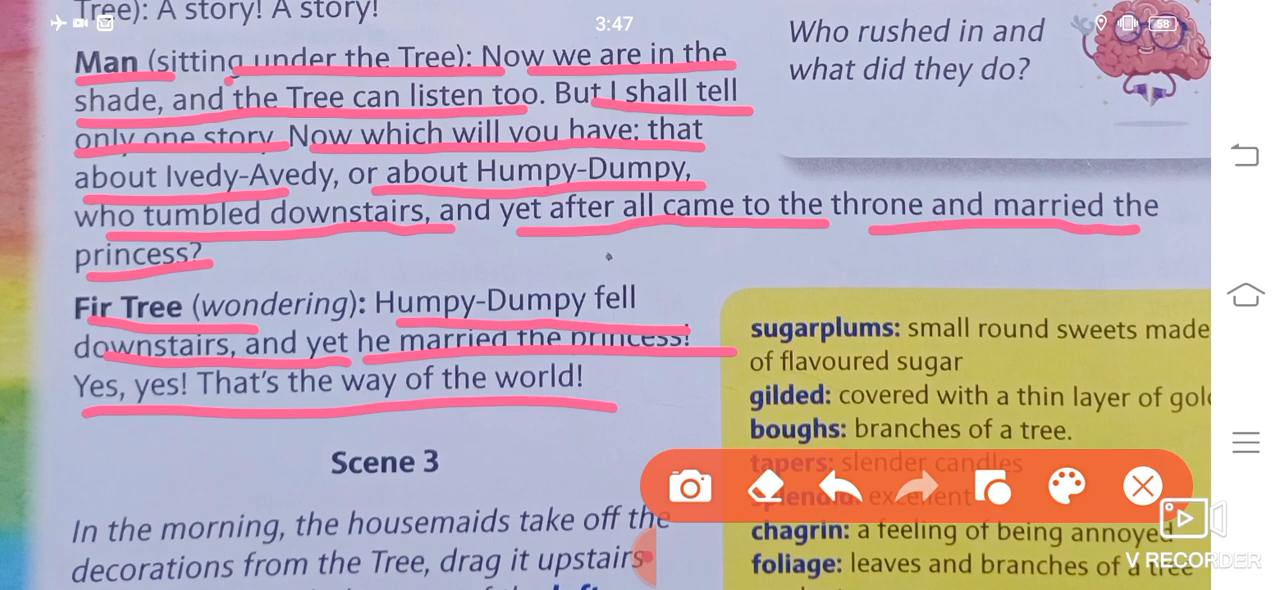 Tree): A story! A story!
3:47
58
Man (sitting under the Tree): Now we are in the
shade, and the Tree can listen too. But I shall tell
only one story. Now which will you have: that
about Ivedy-Avedy, or about Humpy-Dumpy,
who tumbled downstairs, and yet after all came to the throne and married the
princess?
Fir Tree (wondering): Humpy-Dumpy fell
downstairs, and yet he married the princess!
Yes, yes! That's the way of the world!
Scene 3
In the morning, the housemaids take off the
decorations from the Tree, drag it upstairs
Who rushed in and
what did they do?
sugarplums: small round sweets made
of flavoured sugar
gilded: covered with a thin layer of gol
boughs: branches of a tree.
tapers: slender candles
splendid: excellent
chagrin: a feeling of being annoyed
foliage: leaves and branches of a tree
V RECORDER